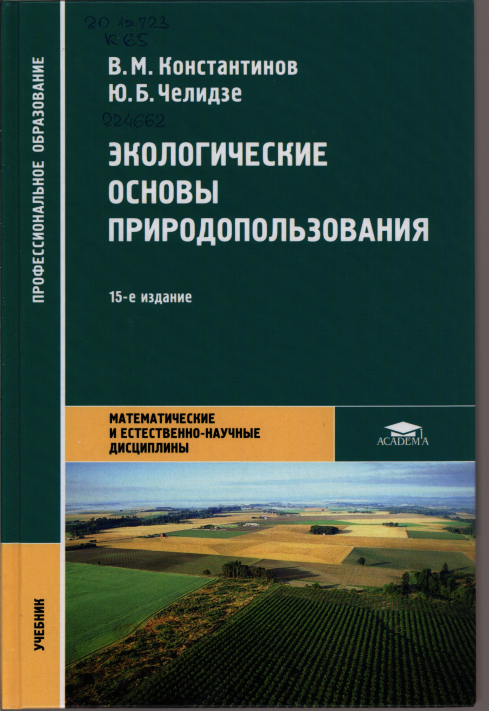 20.1я723
К65
В.М.Константинов
Ю.Б.Челидзе
224662
ЭКОЛОГИЧЕСКИЕ
ОСНОВЫ
ПРИРОДОПОЛЬЗОВАНИЯ
15-е издание
ПРОФЕССИОНАЛЬНОЕ ОБРАЗОВАНИЕ
МАТЕМАТИЧЕСКИЕ
И ЕСТЕСТВЕННО-НАУЧНЫЕ
ДИСЦИПЛИНЫ
ACADEMA
УЧЕБНИК